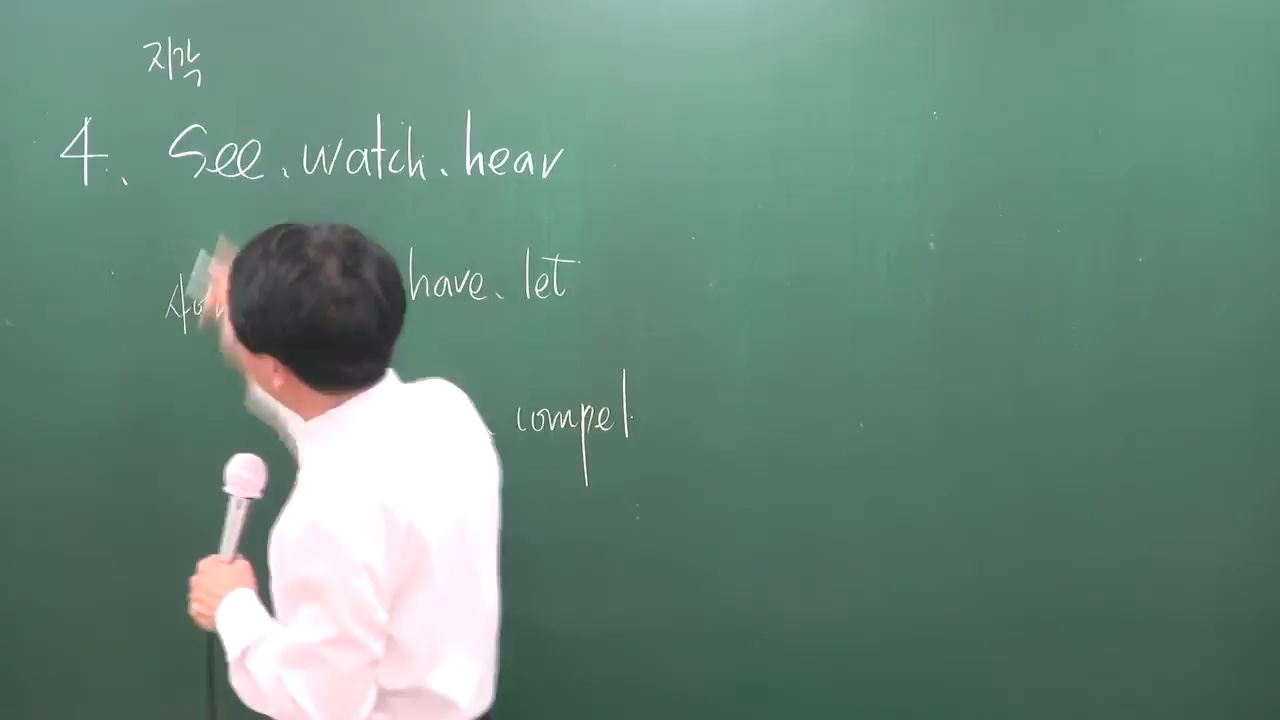 지각
4. See. watch. hear
have. let
compel